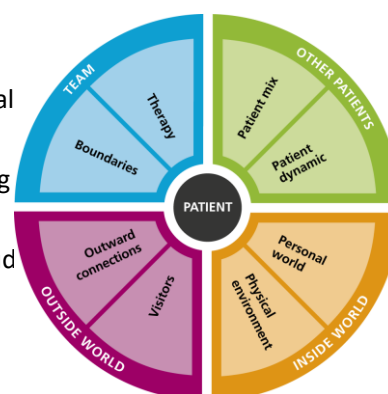 TEAM
Therapy
Boundaries
OTHER PATIENTS
Patient mix
Patient
dynamic
PATIENT
OUTSIDE WORLD
Outward
connections
Visitors
INSIDE WORLD
Personal
world
Physical
environment
al
g
d